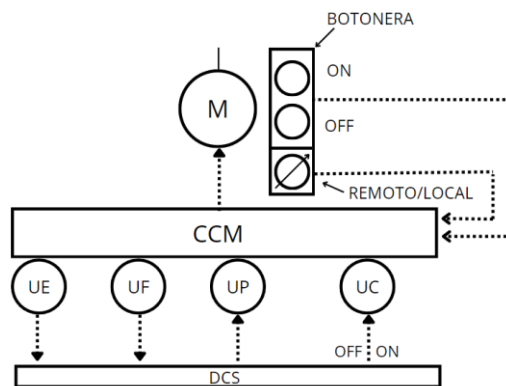 BOTONERA
ON
M
OFF
REMOTO/LOCAL
CCM
UE
UF
UP
UC
OFF
ON
DCS